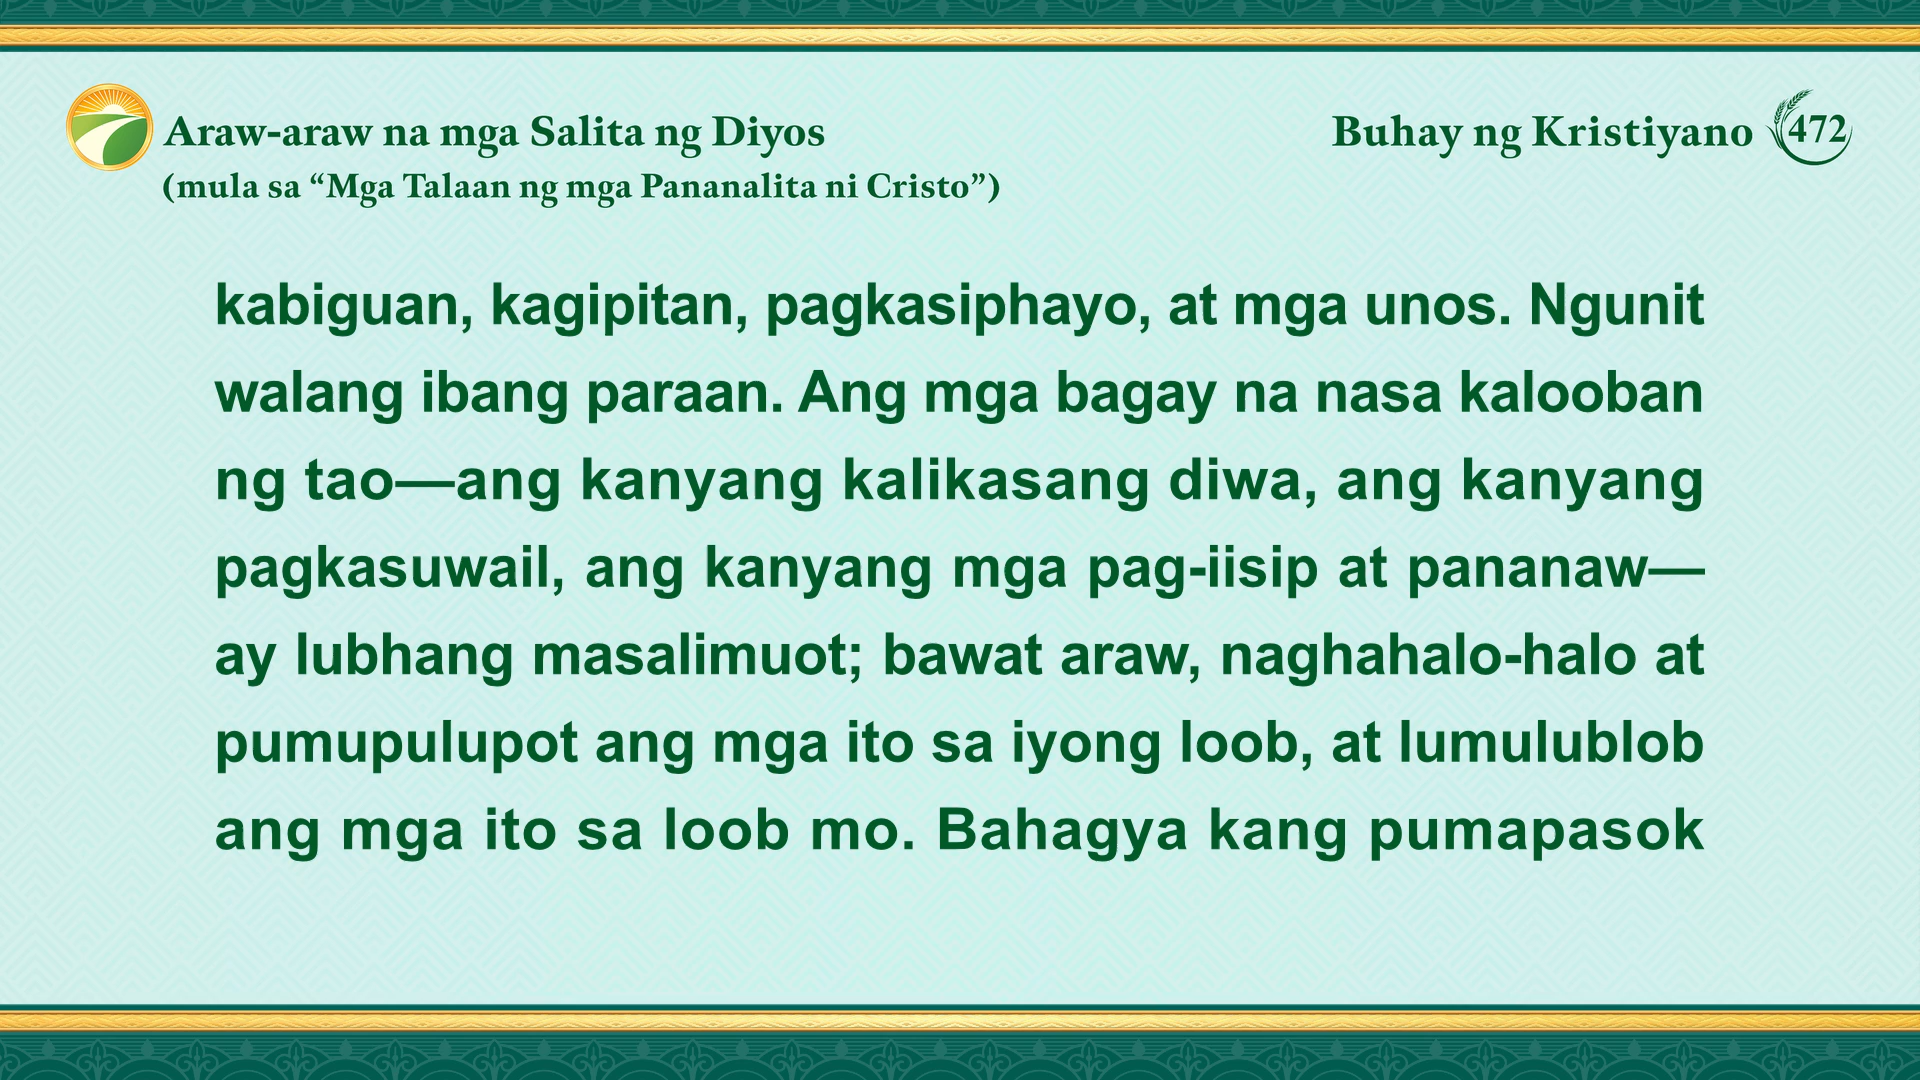 Araw-araw na mga Salita ng Diyos
(mula sa “Mga Talaan ng mga Pananalita ni Cristo”)
Buhay ng Kristiyano 472
kabiguan, kagipitan, pagkasiphayo, at mga unos. Ngunit
walang ibang paraan. Ang mga bagay na nasa kalooban
ng tao—ang kanyang kalikasang diwa, ang kanyang
pagkasuwail, ang kanyang mga pag-iisip at pananaw—
ay lubhang masalimuot; bawat araw, naghahalo-halo at
pumupulupot ang mga ito sa iyong loob, at lumulublob
ang mga ito sa loob mo. Bahagya kang pumapasok